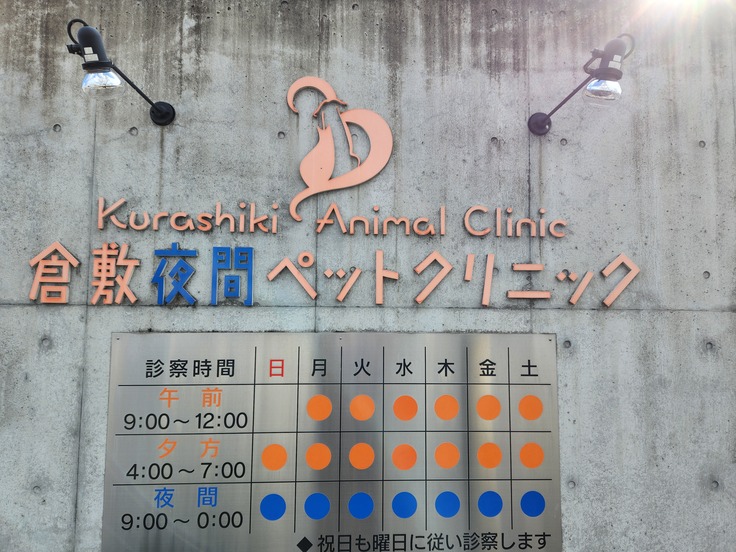 Kurashiki Animal Clinic
倉敷夜間ペットクリニック
診察時間 日 月 火 水 木 金 土
午前
9:00～12:00
夕方
4:00～7:00
夜間
9:00～0:00
◆祝日も曜日に従い診察します